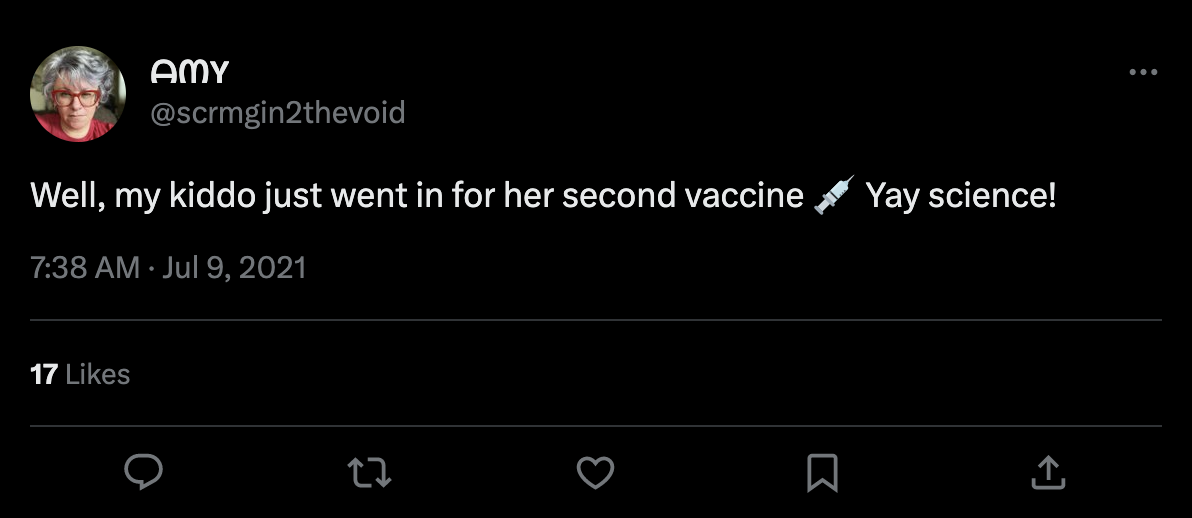 ᗩᗰY
@scrmgin2thevoid
Well, my kiddo just went in for her second vaccine 💉 Yay science!
7:38 AM · Jul 9, 2021
17 Likes